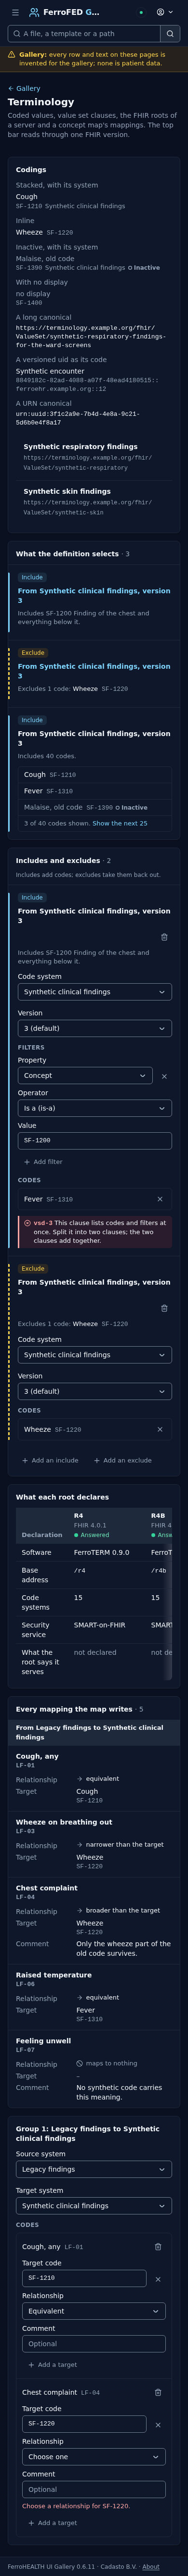 FerroFED G...
A file, a template or a path
Gallery: every row and text on these pages is
invented for the gallery; none is patient data.
← Gallery
Terminology
Coded values, value set clauses, the FHIR roots
of a server and a concept map's mappings. The top
bar reads through one FHIR version.
Codings
Stacked, with its system
Cough
SF-1210 Synthetic clinical findings
Inline
Wheeze SF-1220
Inactive, with its system
Malaise, old code
SF-1390 Synthetic clinical findings Inactive
With no display
no display
SF-1400
A long canonical
https://terminology.example.org/fhir/
ValueSet/synthetic-respiratory-findings-
for-the-ward-screens
A versioned uid as its code
Synthetic encounter
8849182c-82ad-4088-a07f-48ead4180515::
ferroehr.example.org::12
A URN canonical
urn:uuid:3f1c2a9e-7b4d-4e8a-9c21-
5d6b0e4f8a17
Synthetic respiratory findings
https://terminology.example.org/fhir/
ValueSet/synthetic-respiratory
Synthetic skin findings
https://terminology.example.org/fhir/
ValueSet/synthetic-skin
What the definition selects · 3
Include
From Synthetic clinical findings, version
3
Includes SF-1200 Finding of the chest and
everything below it.
Exclude
From Synthetic clinical findings, version
3
Excludes 1 code: Wheeze SF-1220
Include
From Synthetic clinical findings, version
3
Includes 40 codes.
Cough SF-1210
Fever SF-1310
Malaise, old code SF-1390 Inactive
3 of 40 codes shown. Show the next 25
Includes and excludes · 2
Includes add codes; excludes take them back out.
Include
From Synthetic clinical findings, version
3
Includes SF-1200 Finding of the chest and
everything below it.
Code system
Synthetic clinical findings
Version
3 (default)
FILTERS
Property
Concept
Operator
Is a (is-a)
Value
SF-1200
Add filter
CODES
Fever SF-1310
vsd-3 This clause lists codes and filters at
once. Split it into two clauses; the two
clauses add together.
Exclude
From Synthetic clinical findings, version
3
Excludes 1 code: Wheeze SF-1220
Code system
Synthetic clinical findings
Version
3 (default)
CODES
Wheeze SF-1220
Add an include Add an exclude
What each root declares
R4 R4B
FHIR 4.0.1 FHIR 4
Declaration Answered Answ
Software FerroTERM 0.9.0 FerroT
Base
address /r4 /r4b
Code
systems 15 15
Security
service SMART-on-FHIR SMAR
What the
root says it
serves not declared not de
Every mapping the map writes · 5
From Legacy findings to Synthetic clinical
findings
Cough, any
LF-01
Relationship → equivalent
Target Cough
SF-1210
Wheeze on breathing out
LF-03
Relationship → narrower than the target
Target Wheeze
SF-1220
Chest complaint
LF-04
Relationship → broader than the target
Target Wheeze
SF-1220
Comment Only the wheeze part of the
old code survives.
Raised temperature
LF-06
Relationship → equivalent
Target Fever
SF-1310
Feeling unwell
LF-07
Relationship maps to nothing
Target –
Comment No synthetic code carries
this meaning.
Group 1: Legacy findings to Synthetic
clinical findings
Source system
Legacy findings
Target system
Synthetic clinical findings
CODES
Cough, any LF-01
Target code
SF-1210
Relationship
Equivalent
Comment
Optional
Add a target
Chest complaint LF-04
Target code
SF-1220
Relationship
Choose one
Comment
Optional
Choose a relationship for SF-1220.
Add a target
FerroHEALTH UI Gallery 0.6.11 · Cadasto B.V. · About